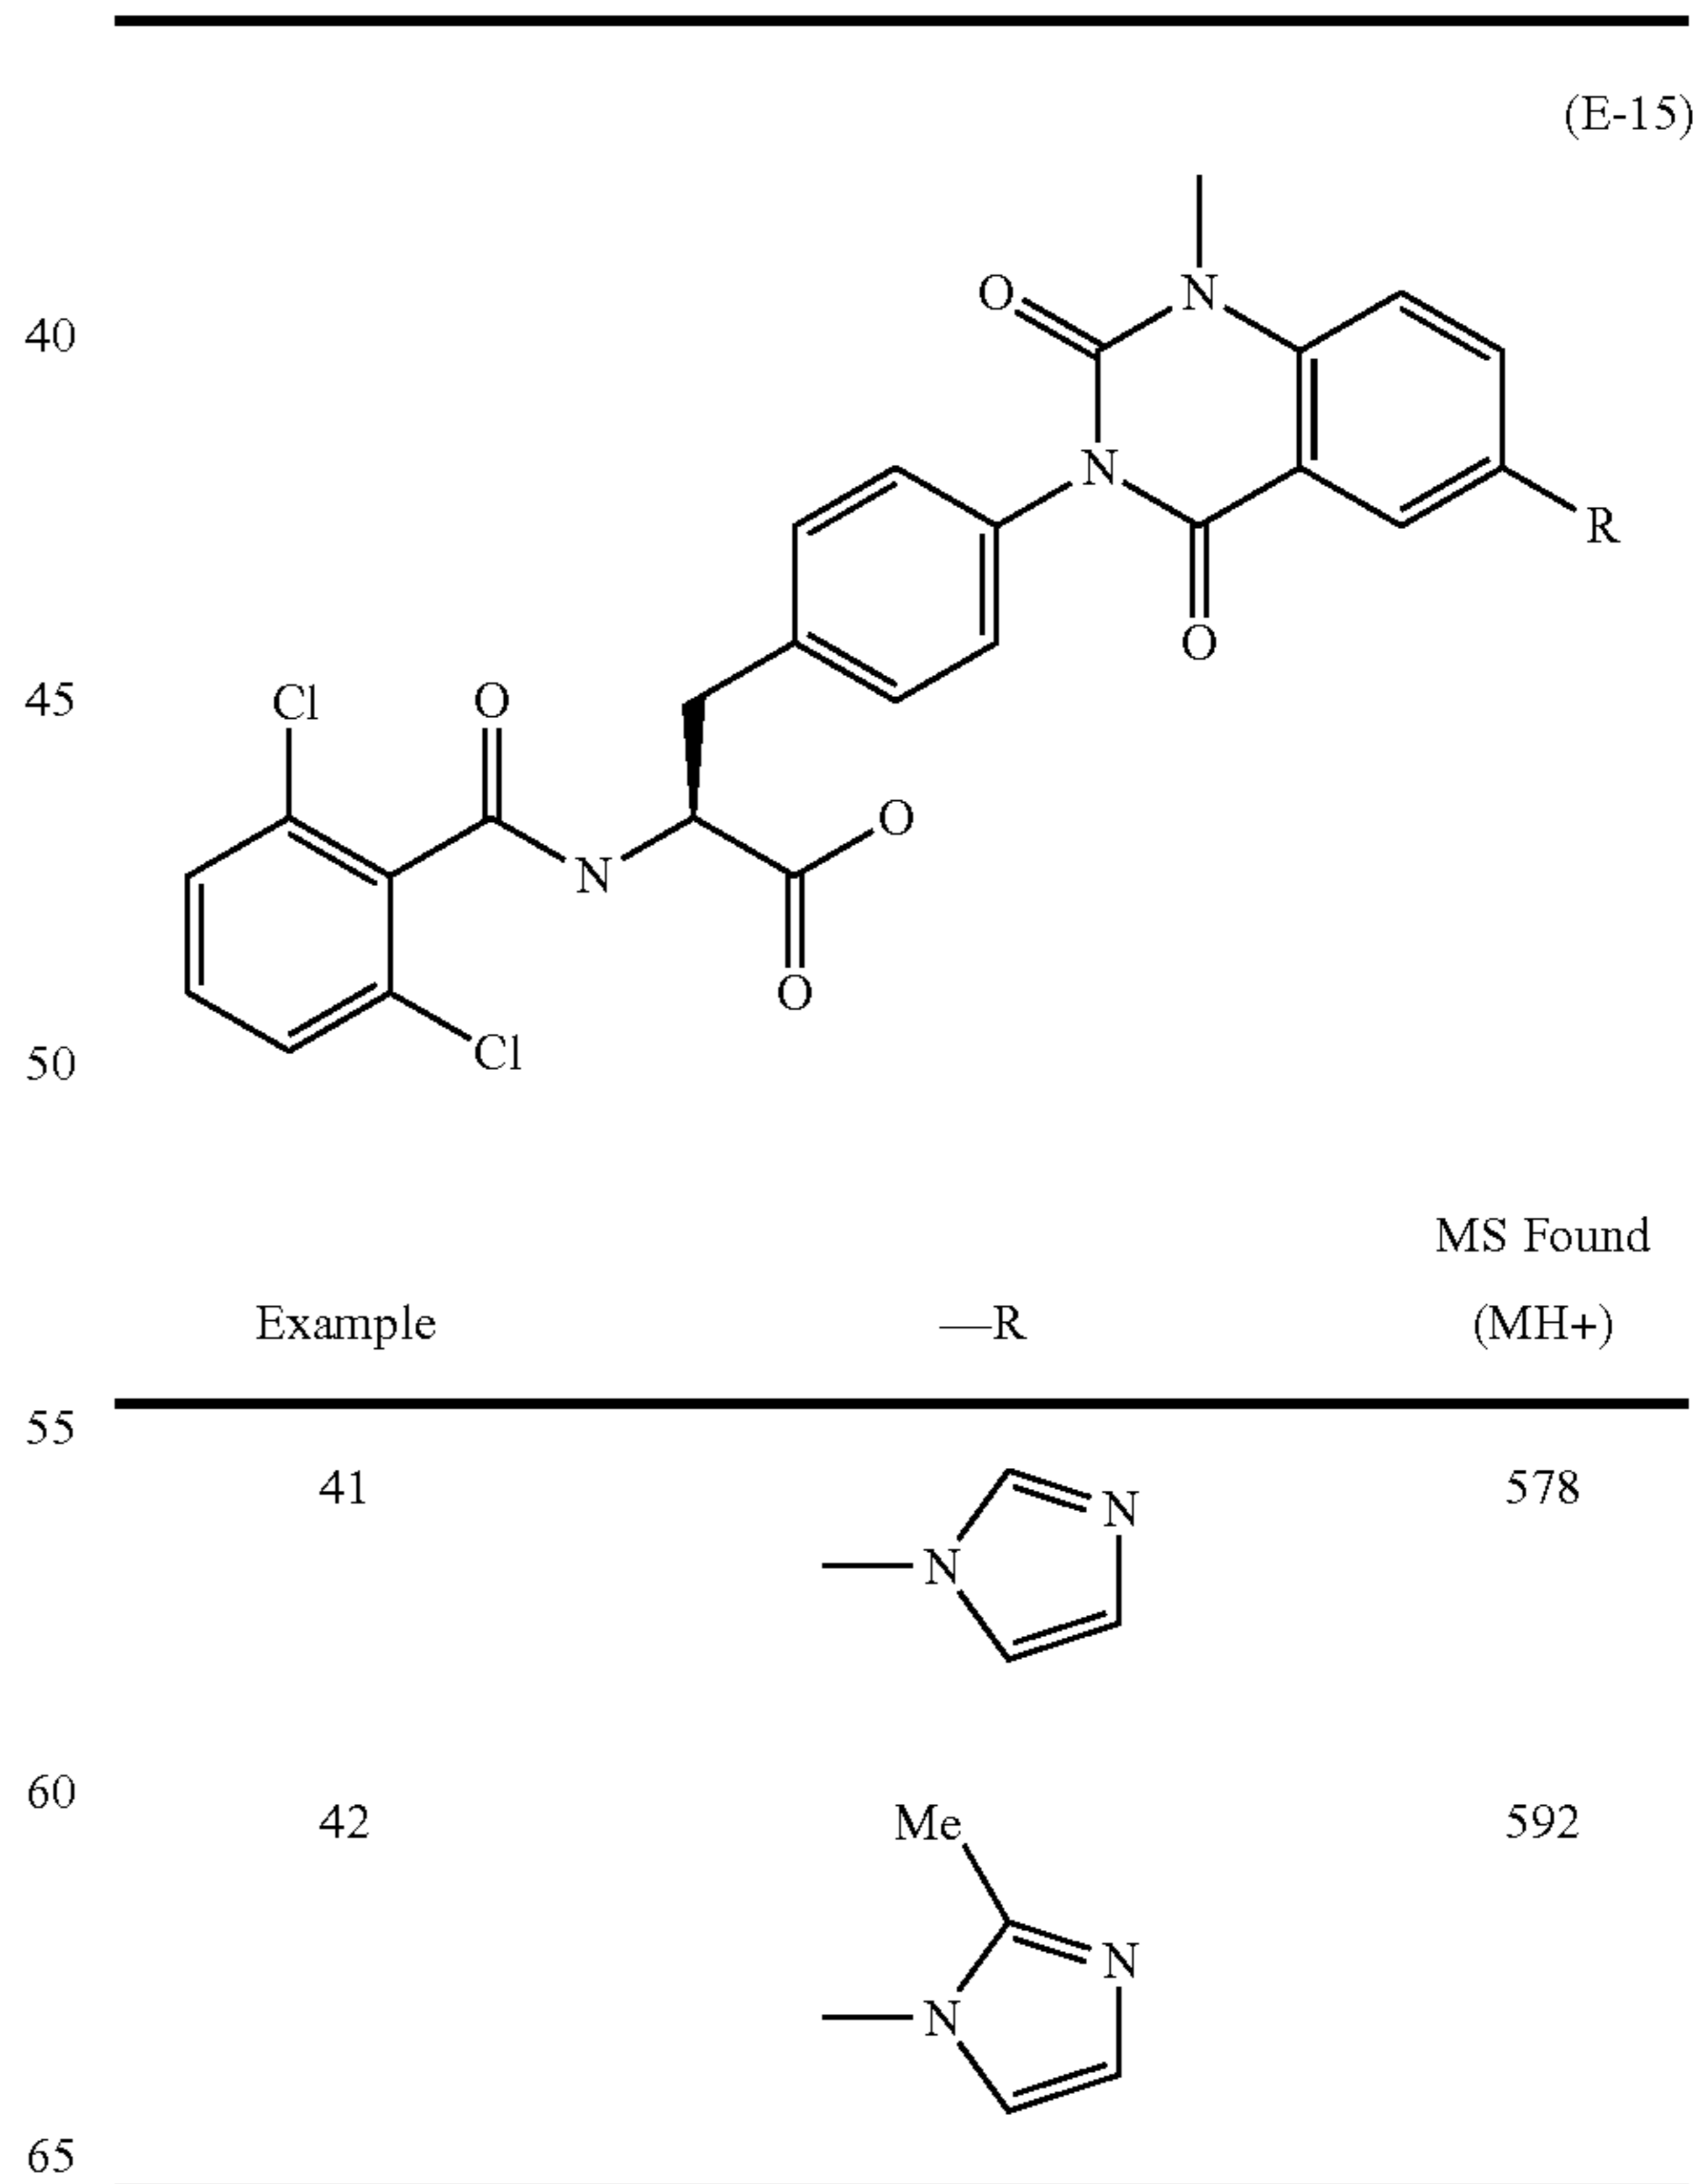 (E-15)
N
O
40
N
R
O
45
Cl
O
O
N
O
Cl
50
MS Found
Example —R (MH+)
55
41 578
N
N
60
42 Me 592
N
N
65